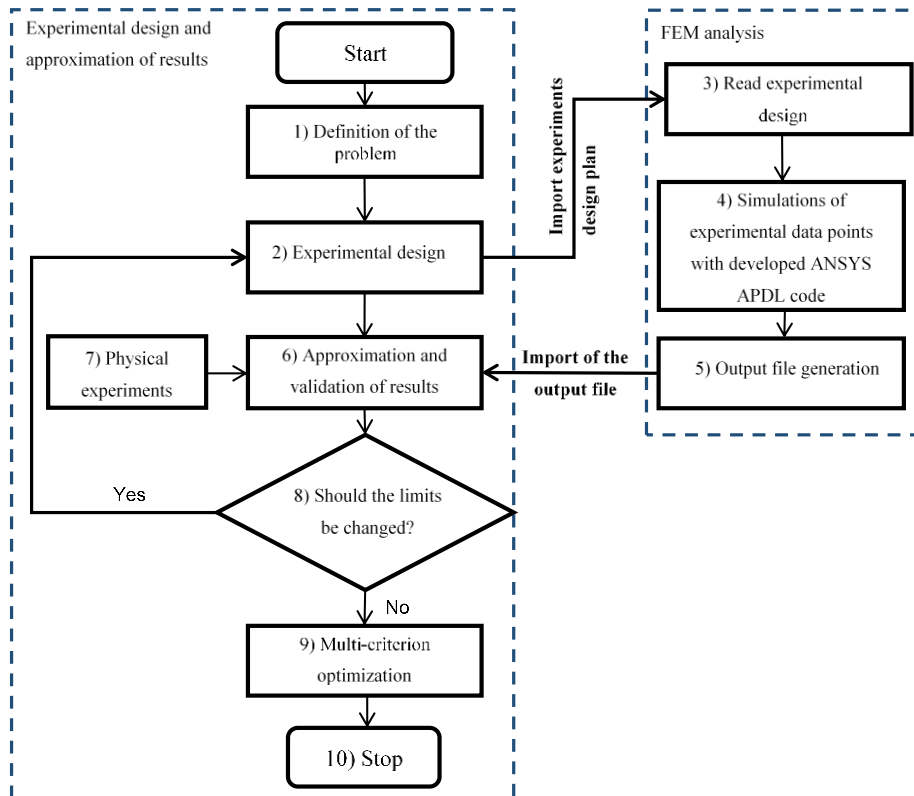 Experimental design and
approximation of results
Start
1) Definition of the
problem
2) Experimental design
Import experiments
design plan
FEM analysis
3) Read experimental
design
4) Simulations of
experimental data points
with developed ANSYS
APDL code
5) Output file generation
Import of the
output file
7) Physical
experiments
6) Approximation and
validation of results
8) Should the limits
be changed?
Yes
No
9) Multi-criterion
optimization
10) Stop